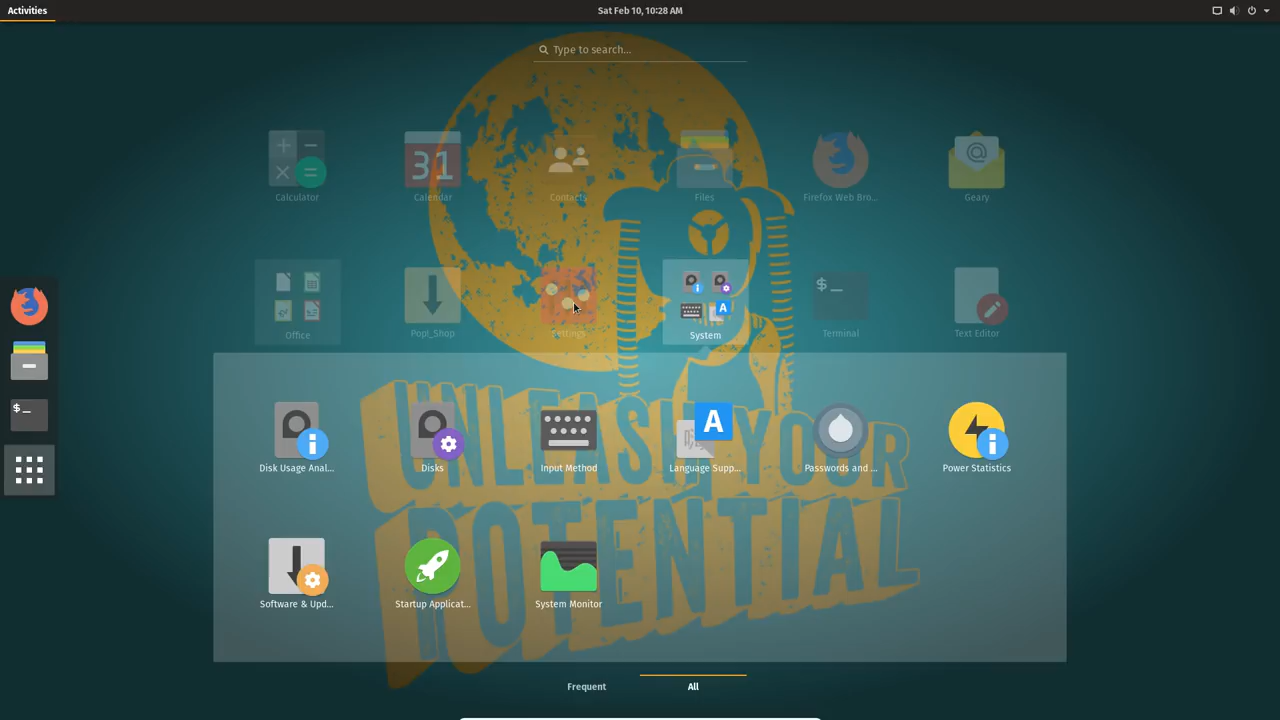 Activities
Sat Feb 10, 10:28 AM
Type to search...
Calculator
31
Calendar
Contacts
Files
Firefox Web Bro...
@
Geary
Office
Pop!_Shop
Settings
A
System
$_
Terminal
Text Editor
$_
UNLEASH YOUR
POTENTIAL
Disk Usage Anal...
Disks
Input Method
A
Language Supp...
Passwords and ...
Power Statistics
Software & Upd...
Startup Applicat...
System Monitor
Frequent
All